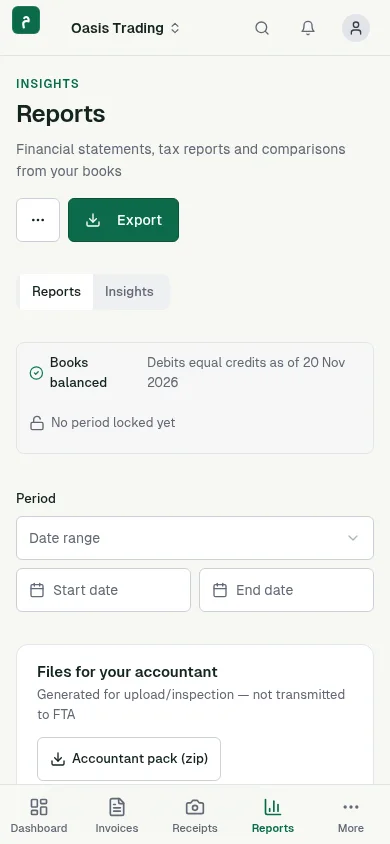 م
Oasis Trading
INSIGHTS
Reports
Financial statements, tax reports and comparisons
from your books
Export
Reports Insights
Books balanced
Debits equal credits as of 20 Nov 2026
No period locked yet
Period
Date range
Start date End date
Files for your accountant
Generated for upload/inspection — not transmitted
to FTA
Accountant pack (zip)
Dashboard Invoices Receipts Reports More